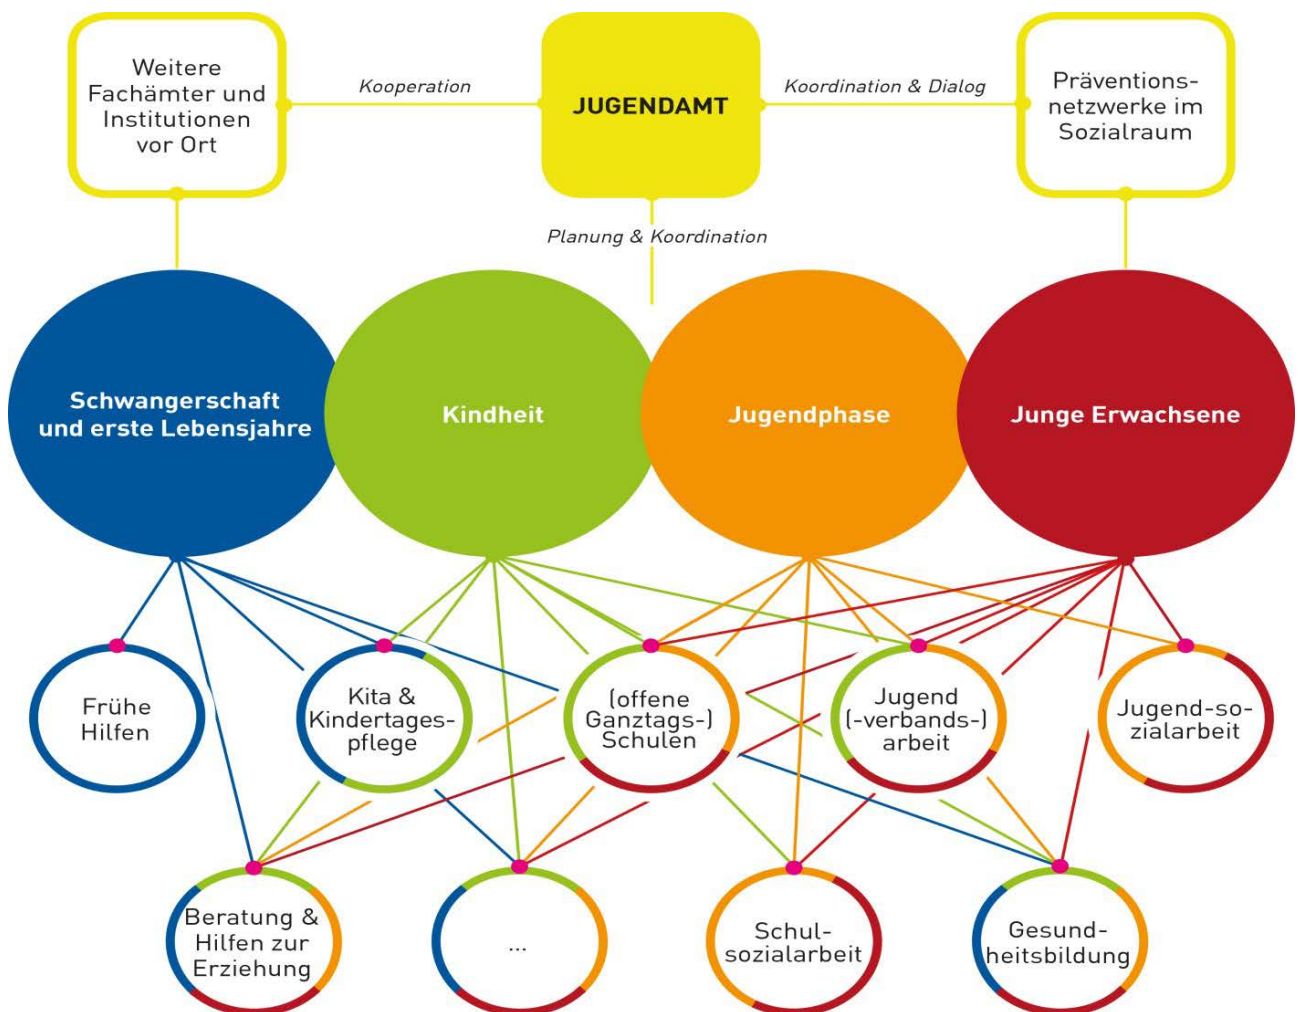 Weitere
Fachämter und
Institutionen
vor Ort
Kooperation
JUGENDAMT
Koordination & Dialog
Präventions-
netzwerke im
Sozialraum
Planung & Koordination
Schwangerschaft
und erste Lebensjahre
Kindheit
Jugendphase
Junge Erwachsene
Frühe
Hilfen
Kita &
Kindertages-
pflege
(offene
Ganztags-)
Schulen
Jugend
(-verbands-)
arbeit
Jugend-so-
zialarbeit
Beratung &
Hilfen zur
Erziehung
...
Schul-
sozialarbeit
Gesund-
heitsbildung